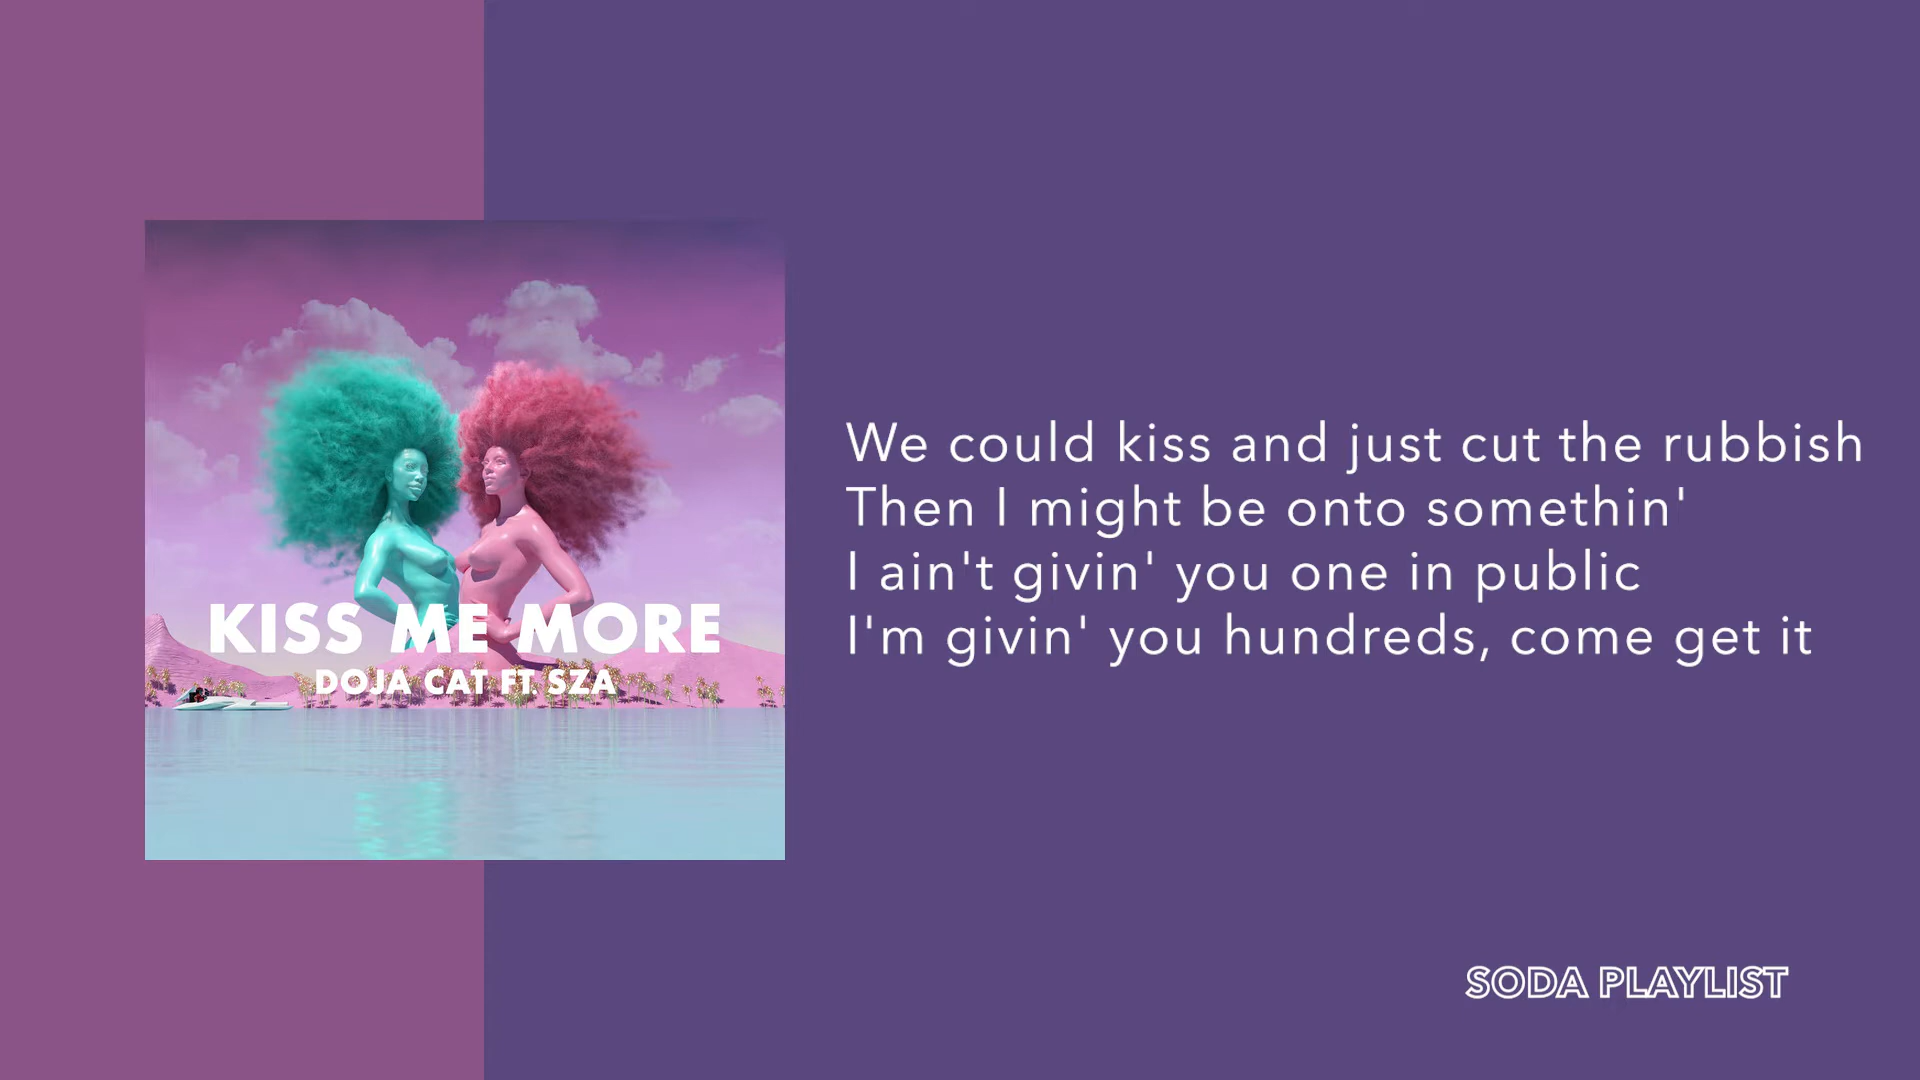 KISS ME MORE
DOJA CAT FT. SZA
We could kiss and just cut the rubbish
Then I might be onto somethin'
I ain't givin' you one in public
I'm givin' you hundreds, come get it
SODA PLAYLIST